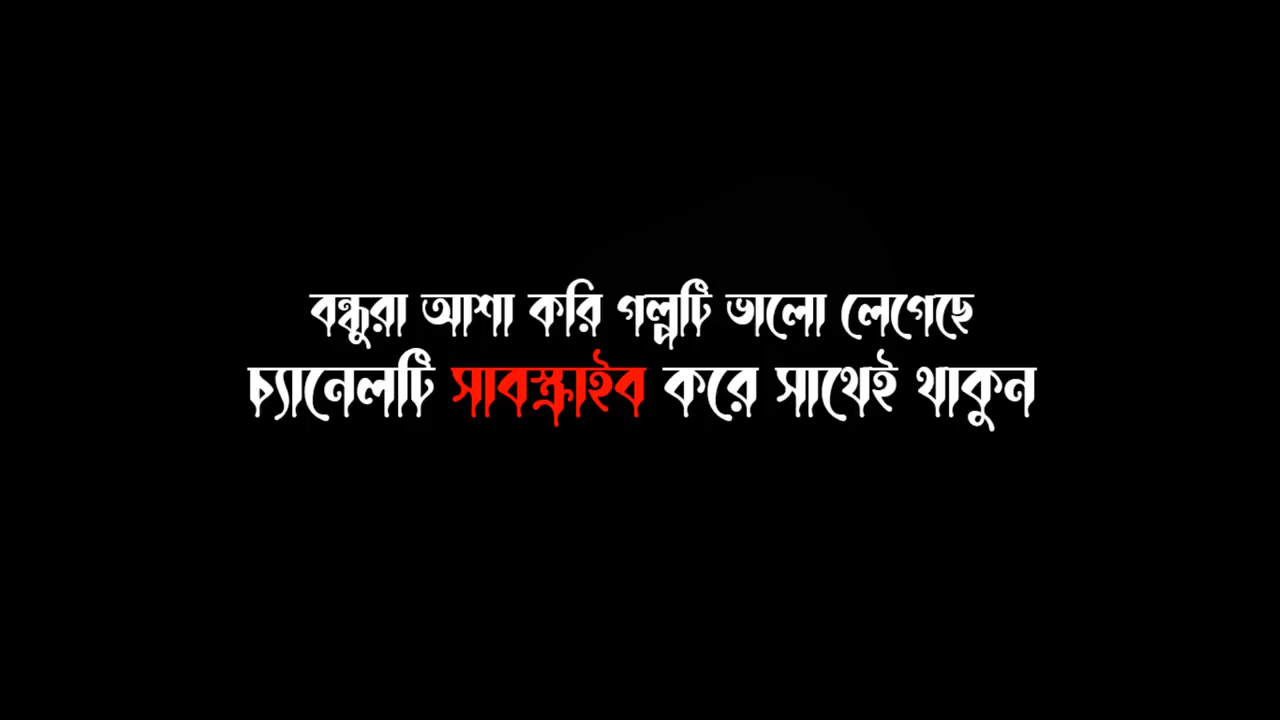 বন্ধুরা আশা করি গল্পটি ভালো লেগেছে
চ্যানেলটি সাবস্ক্রাইব করে সাথেই থাকুন